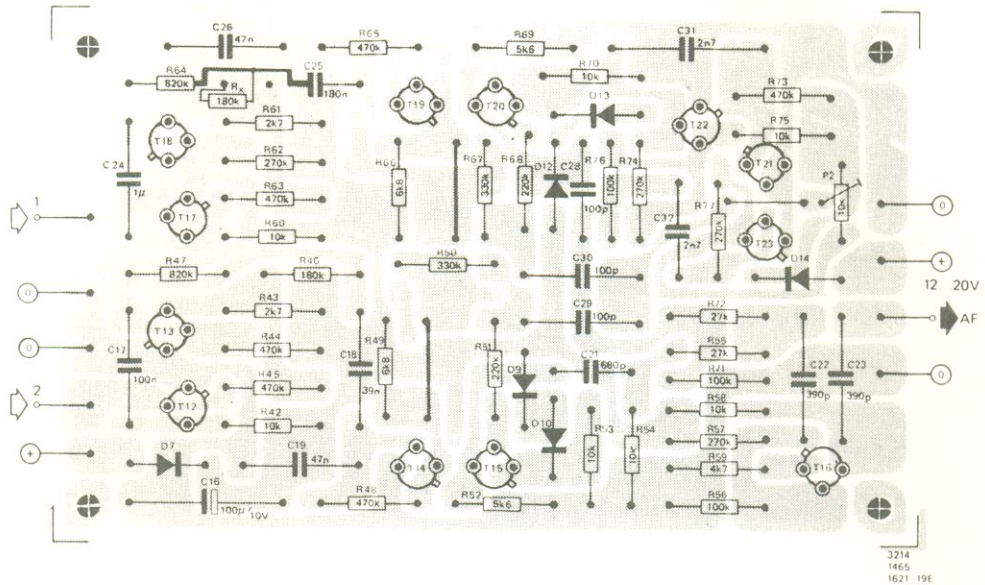 C26
47n
R65
470k
R69
5k6
C31
2n7
R64
820k
C25
180n
R70
10k
RX
180k
R73
470k
D13
R61
2k7
T19
T20
T22
R75
10k
T18
R62
270k
C24
1µ
R66
6k8
R67
330k
R68
220k
D12
C28
100p
R76
100k
R74
270k
T21
P2
10k
R63
470k
1
T17
R60
10k
C32
2n7
270k
T23
0
R47
820k
R46
180k
R50
330k
C30
100p
D14
+
12...20V
0
R43
2k7
C29
100p
R72
27k
AF
T13
R44
470k
C18
39n
R49
6k8
R51
220k
R55
27k
0
C17
100n
R45
470k
D9
C21
680p
R71
100k
C22
390p
C23
390p
0
2
T12
R42
10k
D10
R53
10k
R54
10k
R58
10k
R57
270k
+
D7
C19
47n
T14
T15
R59
4k7
T16
C16
100µ/10V
R48
470k
R52
5k6
R56
100k
3214
1465
1621-19E